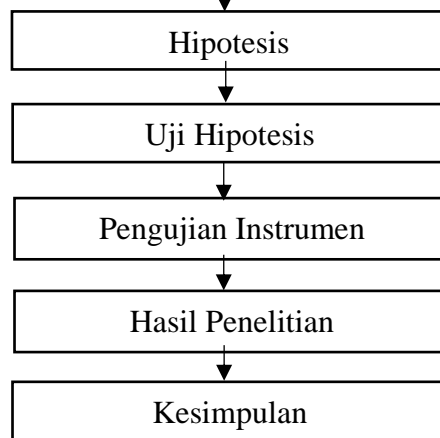 Hipotesis
Uji Hipotesis
Pengujian Instrumen
Hasil Penelitian
Kesimpulan